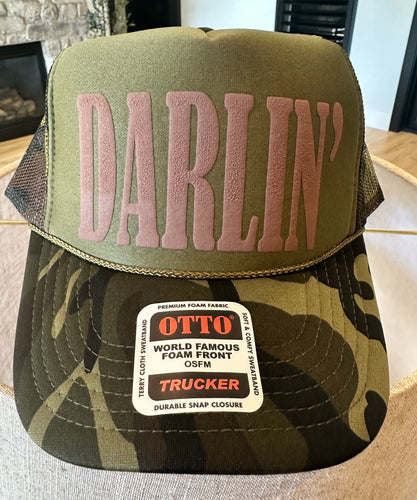 DARLIN'
PREMIUM FOAM FABRIC
OTTO®
WORLD FAMOUS
FOAM FRONT
OSFM
TRUCKER
DURABLE SNAP CLOSURE
TERRY CLOTH SWEATBAND
SOFT & COMFY SWEATBAND